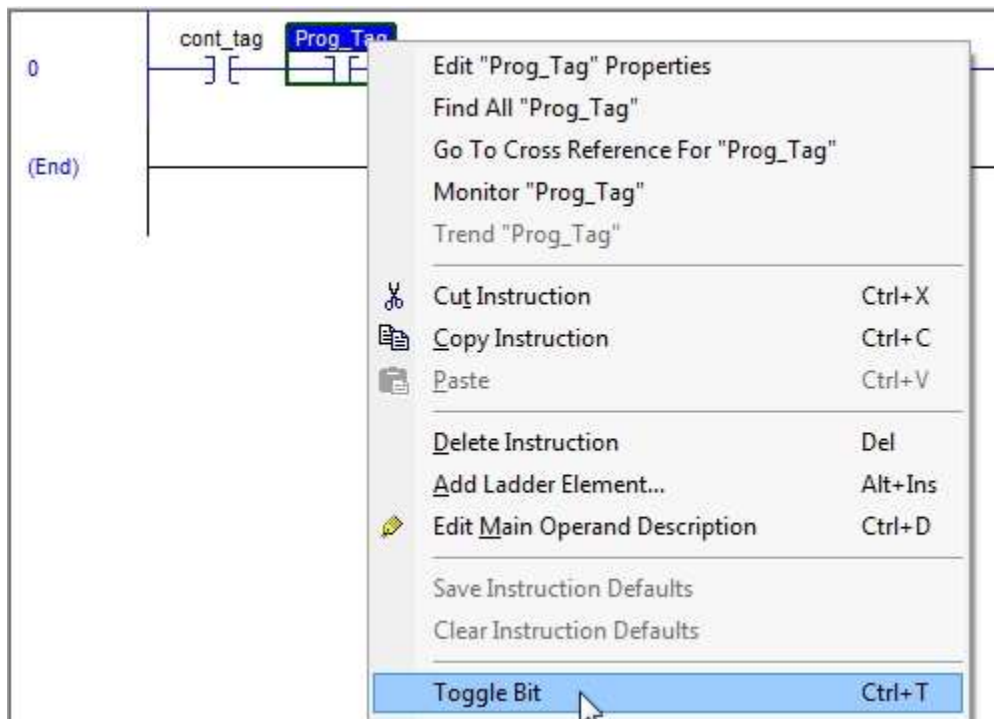 cont_tag Prog_Tag
0
(End)
Edit "Prog_Tag" Properties
Find All "Prog_Tag"
Go To Cross Reference For "Prog_Tag"
Monitor "Prog_Tag"
Trend "Prog_Tag"
Cut Instruction Ctrl+X
Copy Instruction Ctrl+C
Paste Ctrl+V
Delete Instruction Del
Add Ladder Element... Alt+Ins
Edit Main Operand Description Ctrl+D
Save Instruction Defaults
Clear Instruction Defaults
Toggle Bit Ctrl+T